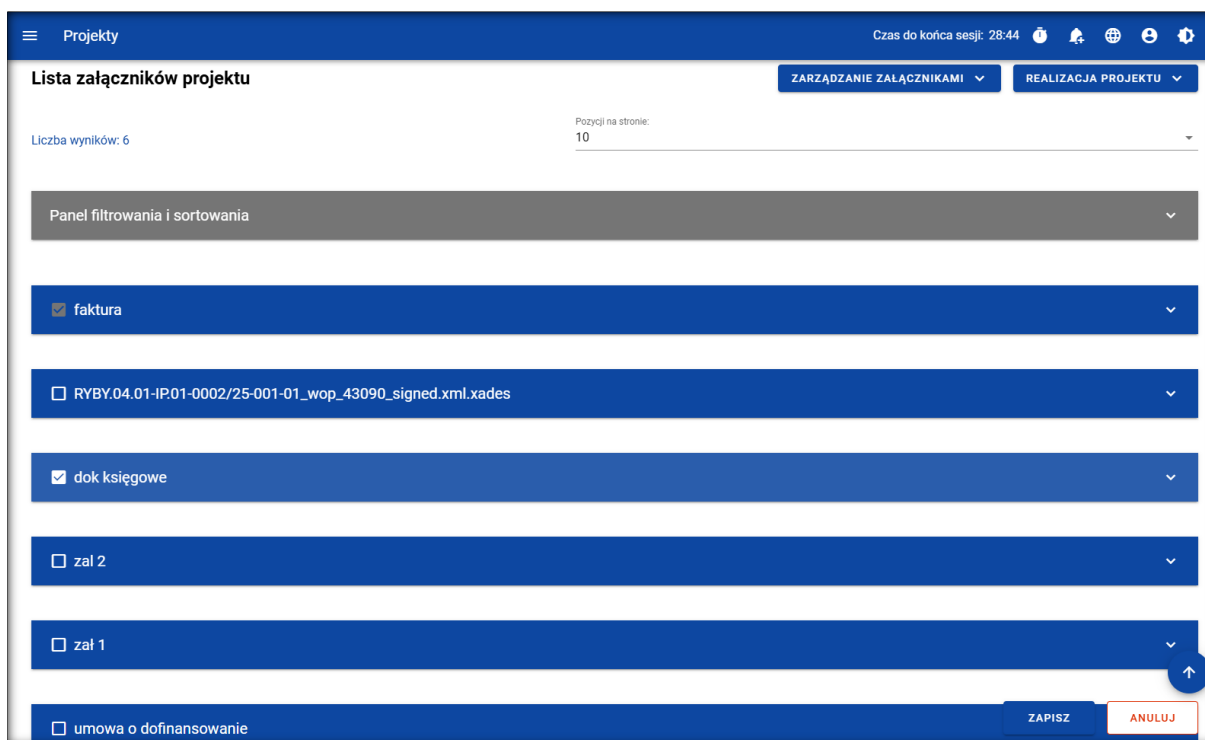 Projekty
Czas do końca sesji: 28:44
Lista załączników projektu
ZARZĄDZANIE ZAŁĄCZNIKAMI
REALIZACJA PROJEKTU
Liczba wyników: 6
Pozycji na stronie:
10
Panel filtrowania i sortowania
faktura
RYBY.04.01-IP.01-0002/25-001-01_wop_43090_signed.xml.xades
dok księgowe
zal 2
zał 1
umowa o dofinansowanie
ZAPISZ
ANULUJ